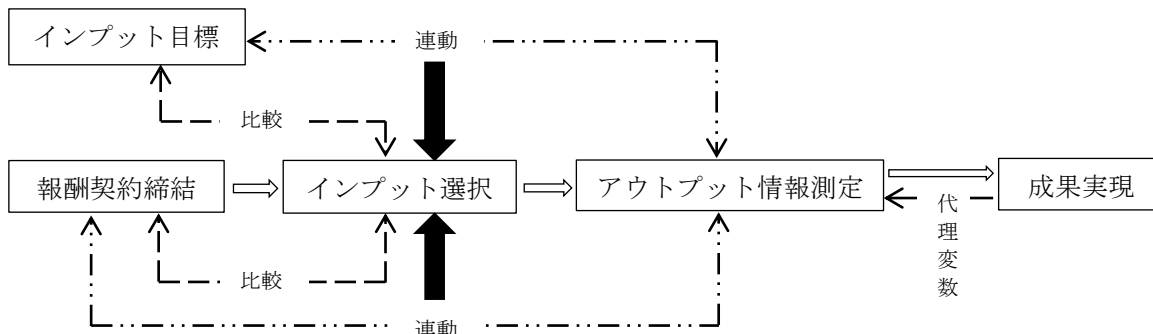 インプット目標
連動
比較
報酬契約締結
インプット選択
アウトプット情報測定
成果実現
代理変数
比較
連動